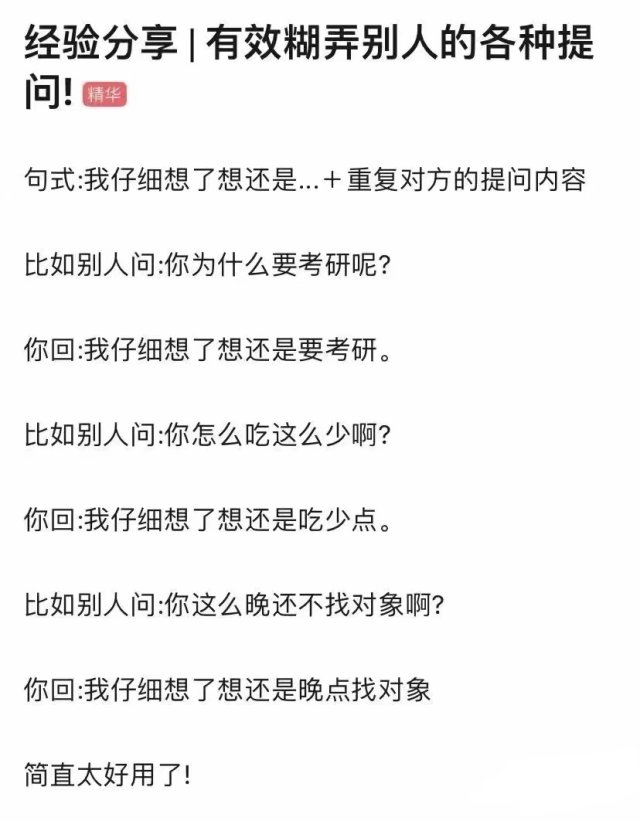 经验分享 | 有效糊弄别人的各种提
问! 精华
句式:我仔细想了想还是...＋重复对方的提问内容
比如别人问:你为什么要考研呢?
你回:我仔细想了想还是要考研。
比如别人问:你怎么吃这么少啊?
你回:我仔细想了想还是吃少点。
比如别人问:你这么晚还不找对象啊?
你回:我仔细想了想还是晚点找对象
简直太好用了!